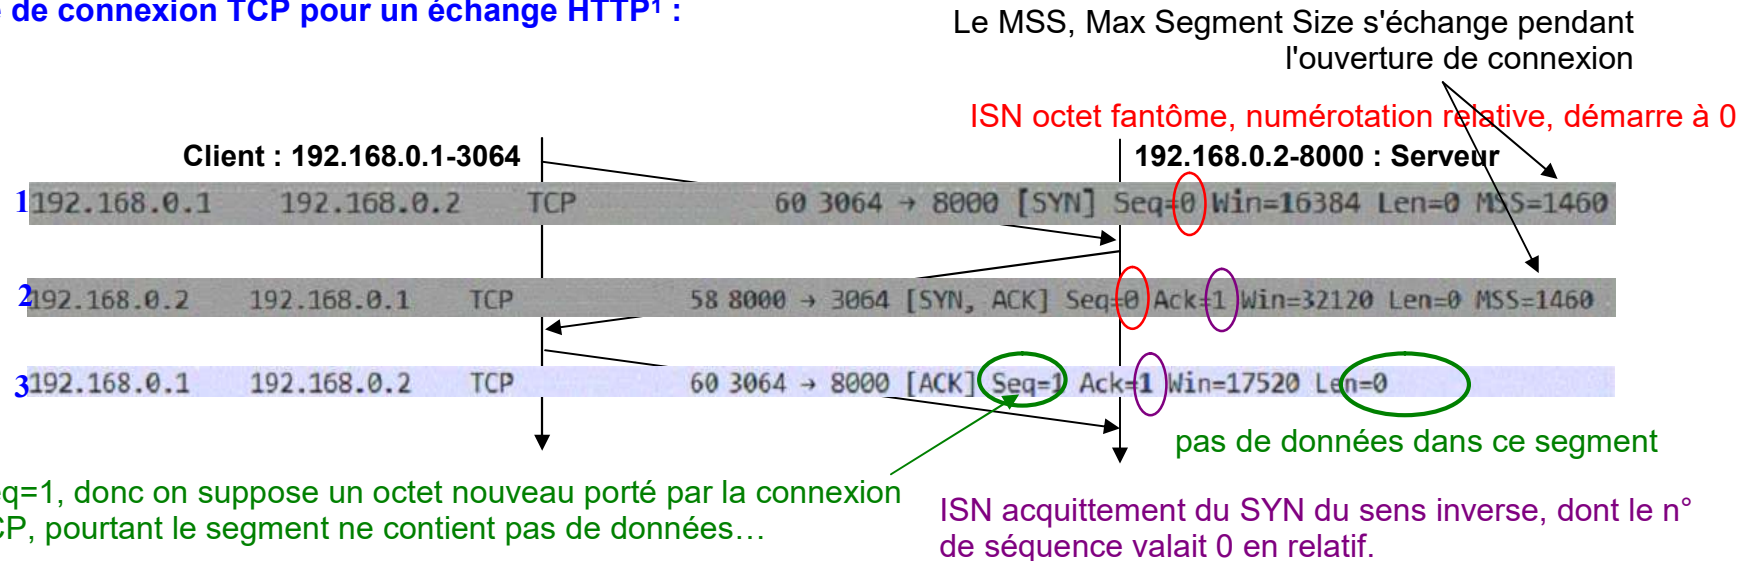 e de connexion TCP pour un échange HTTP¹ :
Le MSS, Max Segment Size s'échange pendant
l'ouverture de connexion
ISN octet fantôme, numérotation relative, démarre à 0
Client : 192.168.0.1-3064
192.168.0.2-8000 : Serveur
1 192.168.0.1 192.168.0.2 TCP 60 3064 → 8000 [SYN] Seq=0 Win=16384 Len=0 MSS=1460
2 192.168.0.2 192.168.0.1 TCP 58 8000 → 3064 [SYN, ACK] Seq=0 Ack=1 Win=32120 Len=0 MSS=1460
3 192.168.0.1 192.168.0.2 TCP 60 3064 → 8000 [ACK] Seq=1 Ack=1 Win=17520 Len=0
pas de données dans ce segment
eq=1, donc on suppose un octet nouveau porté par la connexion
CP, pourtant le segment ne contient pas de données…
ISN acquittement du SYN du sens inverse, dont le n°
de séquence valait 0 en relatif.